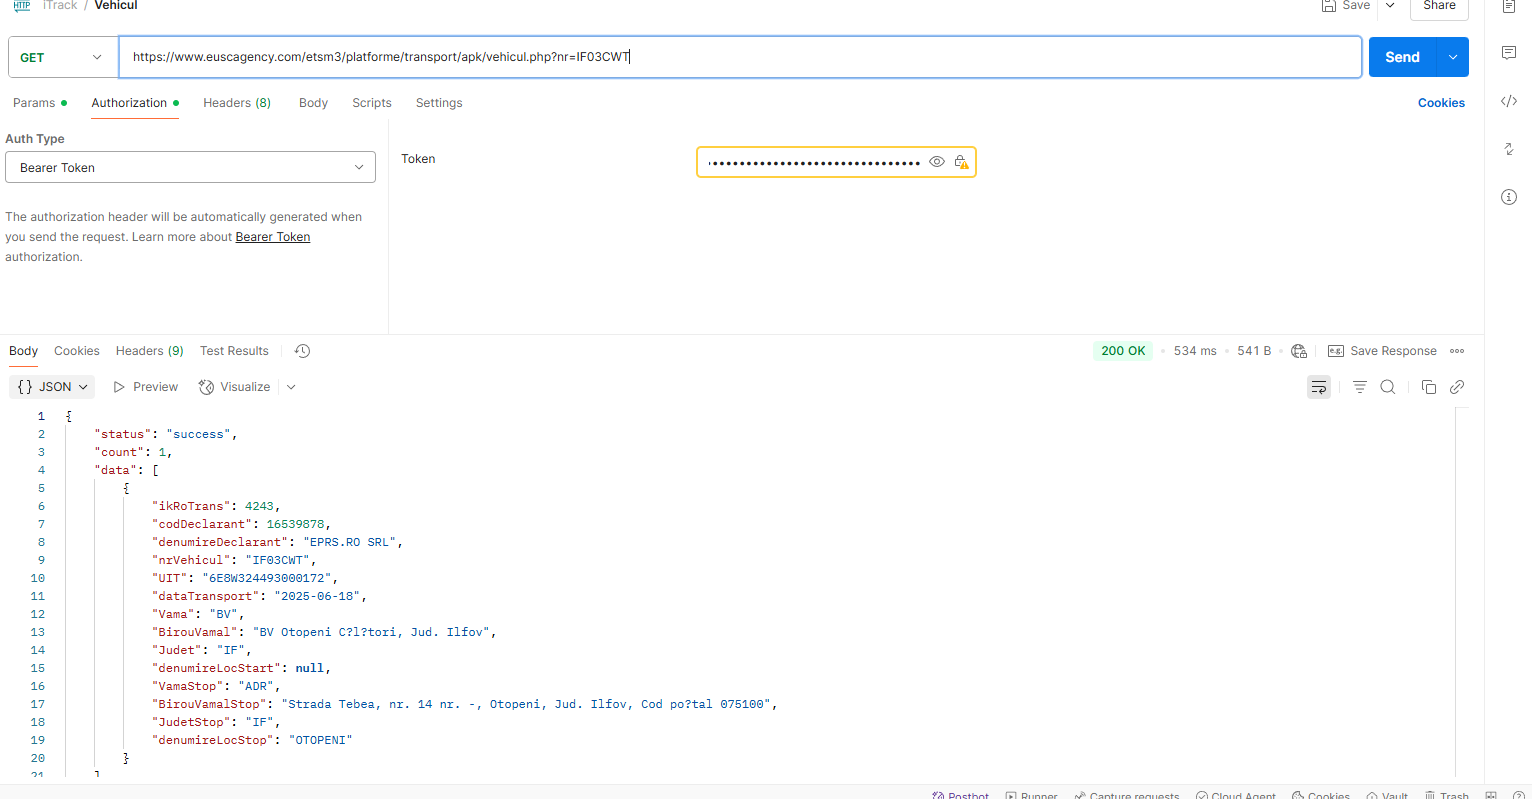 HTTP iTrack / Vehicul Save Share
GET https://www.euscagency.com/etsm3/platforme/transport/apk/vehicul.php?nr=IF03CWT Send
Params Authorization Headers (8) Body Scripts Settings Cookies
Auth Type
Bearer Token
Token
The authorization header will be automatically generated when
you send the request. Learn more about Bearer Token
authorization.
Body Cookies Headers (9) Test Results 200 OK 534 ms 541 B e.g. Save Response
{} JSON Preview Visualize
1 {
2 "status": "success",
3 "count": 1,
4 "data": [
5 {
6 "ikRoTrans": 4243,
7 "codDeclarant": 16539878,
8 "denumireDeclarant": "EPRS.RO SRL",
9 "nrVehicul": "IF03CWT",
10 "UIT": "6E8W324493000172",
11 "dataTransport": "2025-06-18",
12 "Vama": "BV",
13 "BirouVamal": "BV Otopeni C?l?tori, Jud. Ilfov",
14 "Judet": "IF",
15 "denumireLocStart": null,
16 "VamaStop": "ADR",
17 "BirouVamalStop": "Strada Tebea, nr. 14 nr. -, Otopeni, Jud. Ilfov, Cod po?tal 075100",
18 "JudetStop": "IF",
19 "denumireLocStop": "OTOPENI"
20 }
21 ]
Postbot Runner Capture requests Cloud Agent Cookies Vault Trash